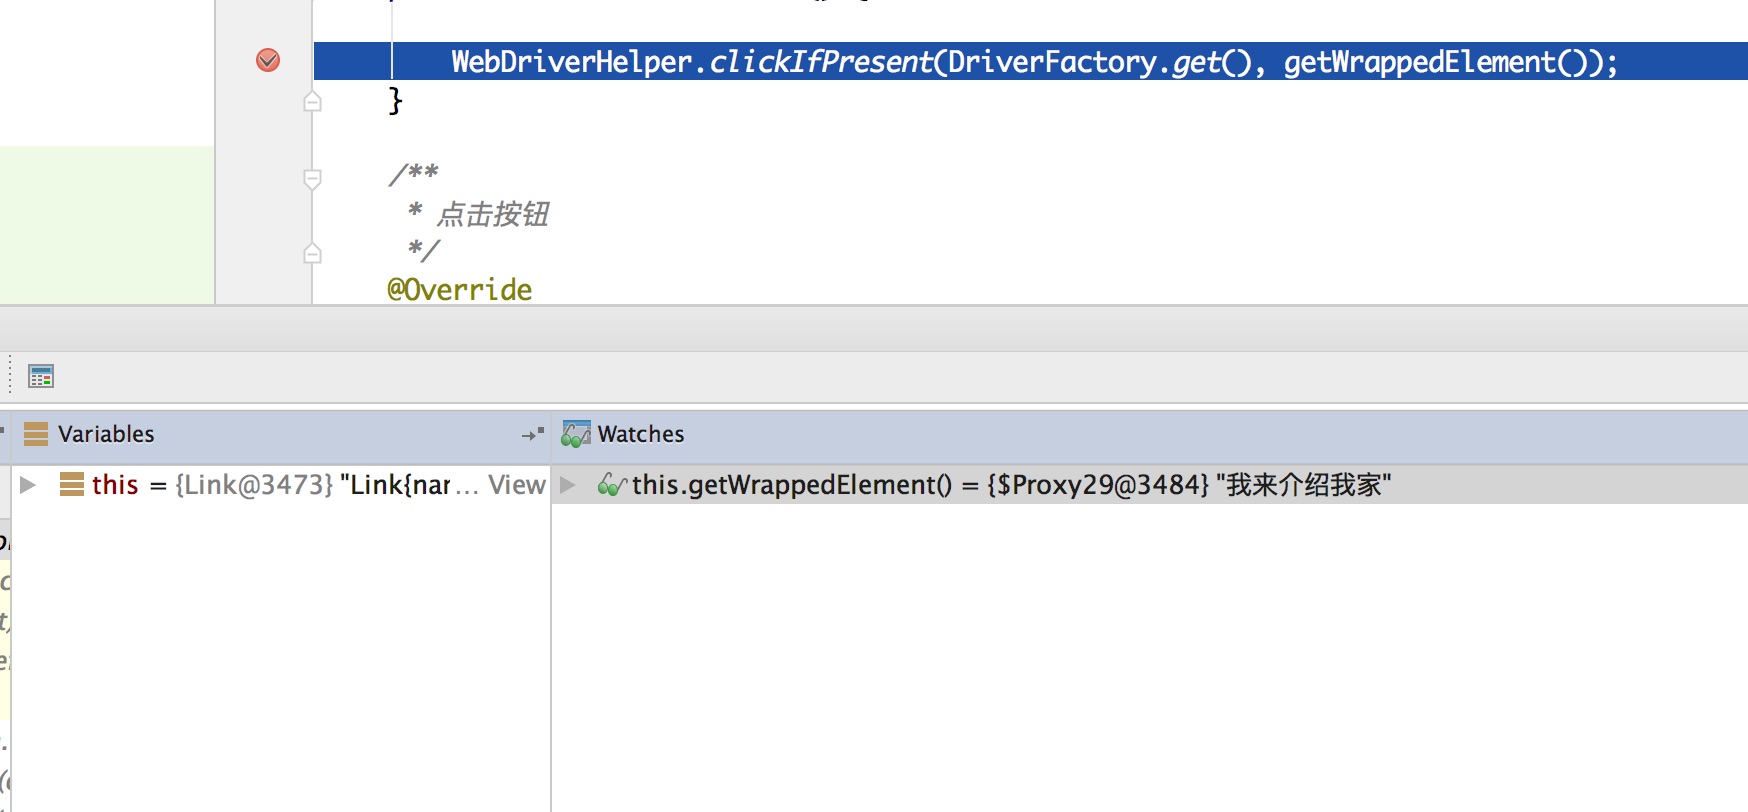 WebDriverHelper.clickIfPresent(DriverFactory.get(), getWrappedElement());
}
/**
* 点击按钮
*/
@Override
Variables
Watches
this = {Link@3473} "Link{nar... View
this.getWrappedElement() = {$Proxy29@3484} "我来介绍我家"